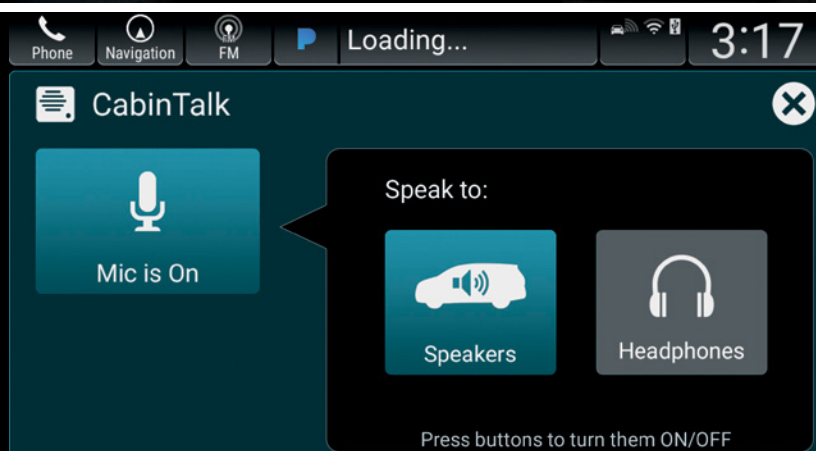 Phone
Navigation
FM
Loading...
3:17
CabinTalk
Mic is On
Speak to:
Speakers
Headphones
Press buttons to turn them ON/OFF